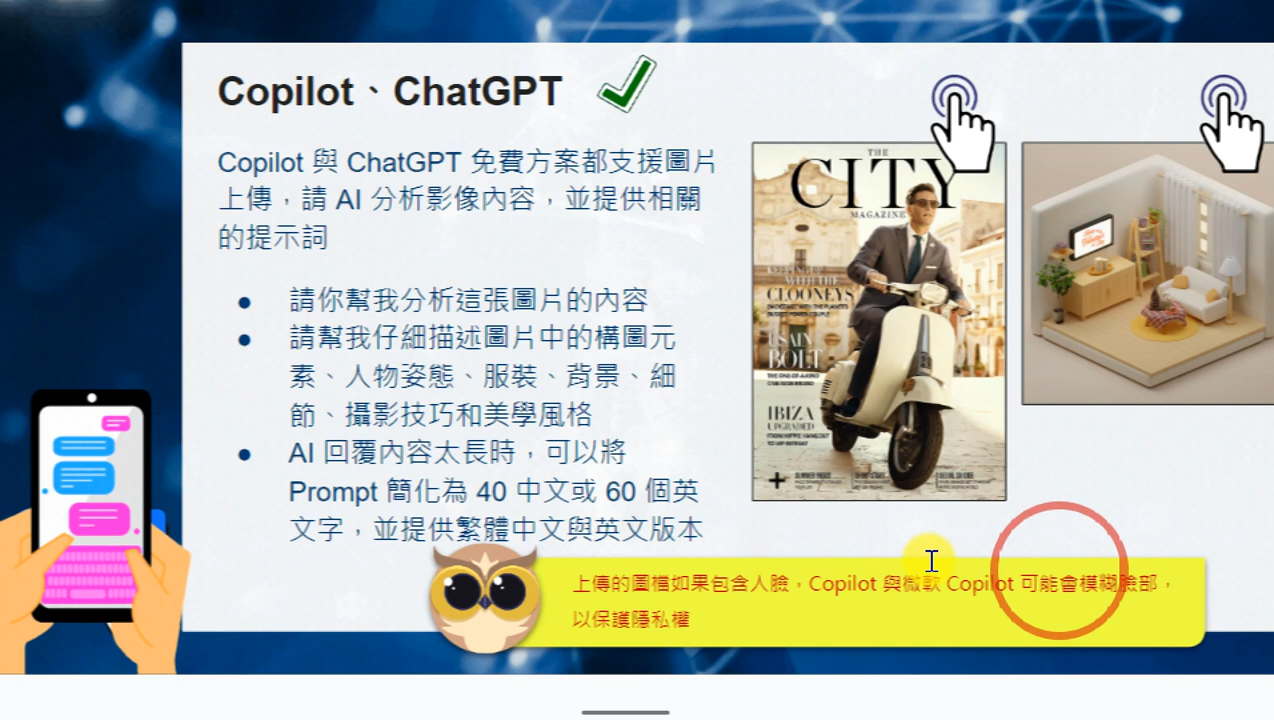 Copilot、ChatGPT
Copilot 與 ChatGPT 免費方案都支援圖片
上傳，請 AI 分析影像內容，並提供相關
的提示詞
● 請你幫我分析這張圖片的內容
● 請幫我仔細描述圖片中的構圖元
素、人物姿態、服裝、背景、細
節、攝影技巧和美學風格
● AI 回覆內容太長時，可以將
Prompt 簡化為 40 中文或 60 個英
文字，並提供繁體中文與英文版本
THE
CITY
MAGAZINE
WITH THE
CLOONEYS
USAIN
BOLT
IBIZA
UPGRADED
上傳的圖檔如果包含人臉，Copilot 與微軟 Copilot 可能會模糊臉部，
以保護隱私權